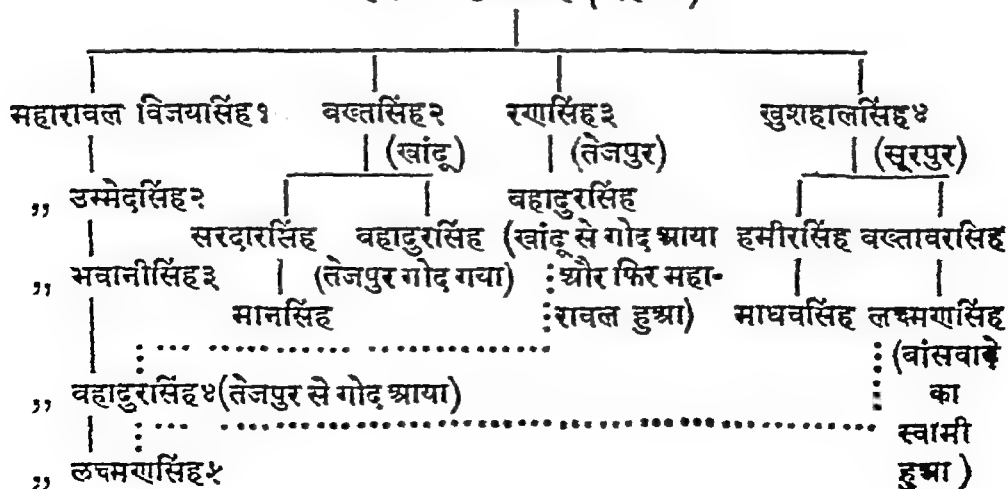 महारावल विजयसिंह१ बख्तसिंह२ रणसिंह३ खुशहालसिंह४
(खांदू) (तेजपुर) (सूरपुर)
,, उम्मेदसिंह२ बहादुरसिंह
सरदारसिंह बहादुरसिंह (खांदू से गोद आया हमीरसिंह बख्तावरसिंह
,, भवानीसिंह३ (तेजपुर गोद गया) और फिर महा-
मानसिंह रावल हुआ) माधवसिंह लक्ष्मणसिंह
(बांसवाड़े
,, बहादुरसिंह४(तेजपुर से गोद आया) का
स्वामी
,, लक्ष्मणसिंह५ हुआ)